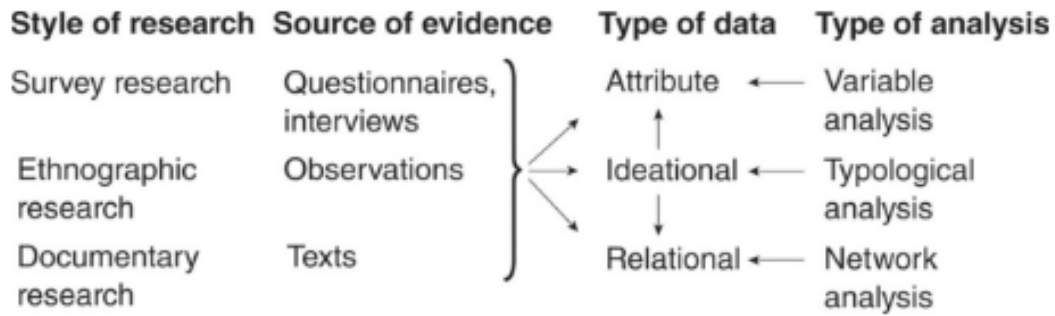 Style of research Source of evidence Type of data Type of analysis
Survey research Questionnaires, interviews Attribute Variable analysis
Ethnographic research Observations Ideational Typological analysis
Documentary research Texts Relational Network analysis